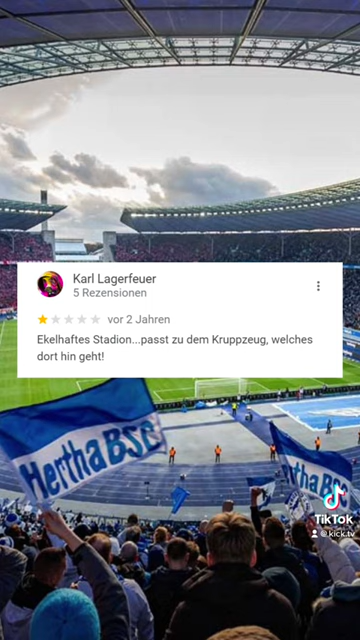 Karl Lagerfeuer
5 Rezensionen
vor 2 Jahren
Ekelhaftes Stadion...passt zu dem Kruppzeug, welches
dort hin geht!
Hertha BSC
Hertha BSC
TikTok
@kick.tv